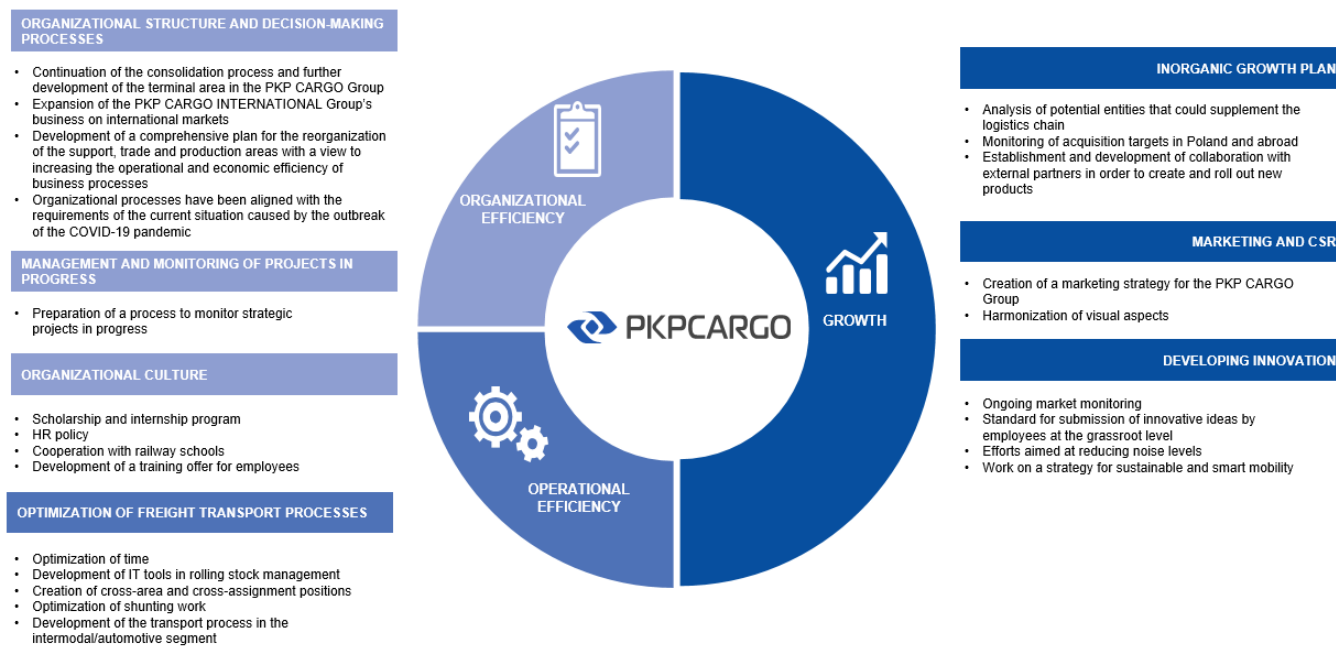 ORGANIZATIONAL STRUCTURE AND DECISION-MAKING
PROCESSES
• Continuation of the consolidation process and further
development of the terminal area in the PKP CARGO Group
• Expansion of the PKP CARGO INTERNATIONAL Group's
business on international markets
• Development of a comprehensive plan for the reorganization
of the support, trade and production areas with a view to
increasing the operational and economic efficiency of
business processes
• Organizational processes have been aligned with the
requirements of the current situation caused by the outbreak
of the COVID-19 pandemic
MANAGEMENT AND MONITORING OF PROJECTS IN
PROGRESS
• Preparation of a process to monitor strategic
projects in progress
ORGANIZATIONAL CULTURE
• Scholarship and internship program
• HR policy
• Cooperation with railway schools
• Development of a training offer for employees
OPTIMIZATION OF FREIGHT TRANSPORT PROCESSES
• Optimization of time
• Development of IT tools in rolling stock management
• Creation of cross-area and cross-assignment positions
• Optimization of shunting work
• Development of the transport process in the
intermodal/automotive segment
ORGANIZATIONAL
EFFICIENCY
PKPCARGO
GROWTH
OPERATIONAL
EFFICIENCY
INORGANIC GROWTH PLAN
• Analysis of potential entities that could supplement the
logistics chain
• Monitoring of acquisition targets in Poland and abroad
• Establishment and development of collaboration with
external partners in order to create and roll out new
products
MARKETING AND CSR
• Creation of a marketing strategy for the PKP CARGO
Group
• Harmonization of visual aspects
DEVELOPING INNOVATION
• Ongoing market monitoring
• Standard for submission of innovative ideas by
employees at the grassroot level
• Efforts aimed at reducing noise levels
• Work on a strategy for sustainable and smart mobility